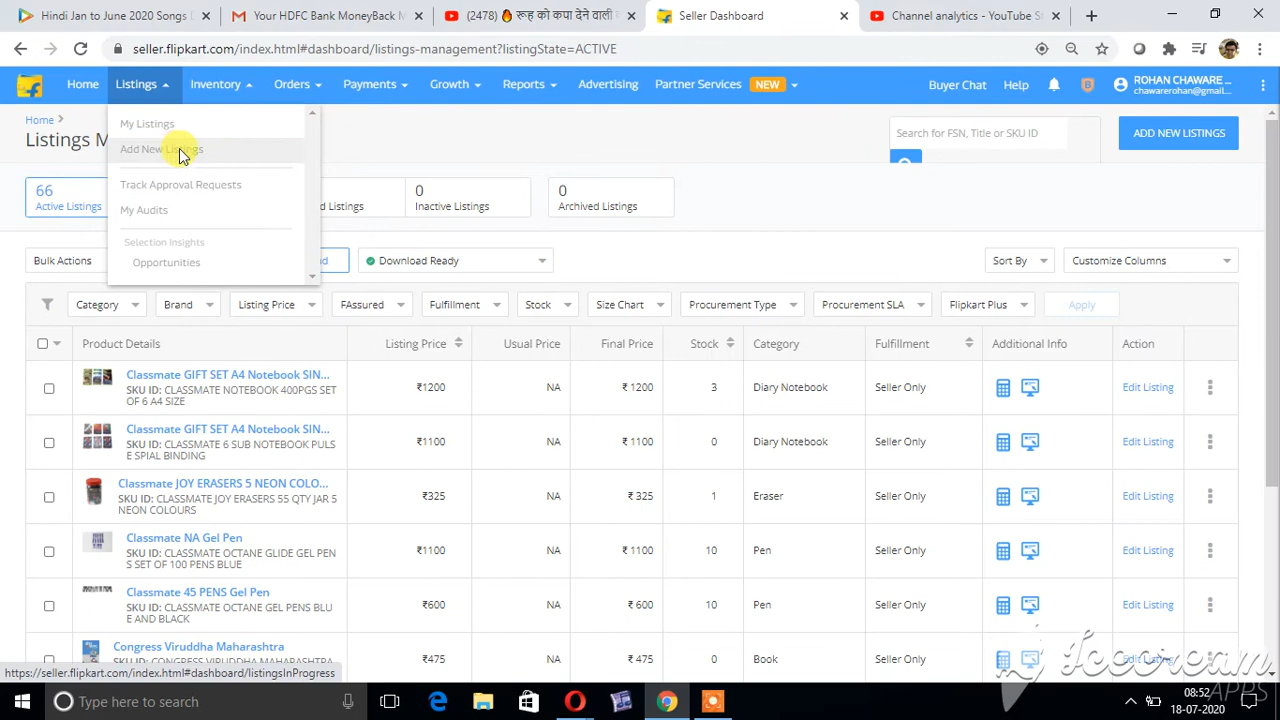 Hindi Jan to June 2020 Songs D
Your HDFC Bank MoneyBack M
(2478) 🔥 रूह को कपा देने वाली
Seller Dashboard
Channel analytics - YouTube St
seller.flipkart.com/index.html#dashboard/listings-management?listingState=ACTIVE
Home
Listings
Inventory
Orders
Payments
Growth
Reports
Advertising
Partner Services
NEW
Buyer Chat
Help
ROHAN CHAWARE ...
chawarerohan@gmail....
Home
Listings M
My Listings
Add New Listings
Track Approval Requests
My Audits
Selection Insights
Opportunities
Search for FSN, Title or SKU ID
ADD NEW LISTINGS
66
Active Listings
Listings
0
Inactive Listings
0
Archived Listings
Bulk Actions
Download Ready
Sort By
Customize Columns
Category
Brand
Listing Price
FAssured
Fulfillment
Stock
Size Chart
Procurement Type
Procurement SLA
Flipkart Plus
Apply
Product Details
Listing Price
Usual Price
Final Price
Stock
Category
Fulfillment
Additional Info
Action
Classmate GIFT SET A4 Notebook SIN...
SKU ID: CLASSMATE NOTEBOOK 400PGS SET
OF 6 A4 SIZE
₹1200
NA
₹ 1200
3
Diary Notebook
Seller Only
Edit Listing
Classmate GIFT SET A4 Notebook SIN...
SKU ID: CLASSMATE 6 SUB NOTEBOOK PULS
E SPIAL BINDING
₹1100
NA
₹ 1100
0
Diary Notebook
Seller Only
Edit Listing
Classmate JOY ERASERS 5 NEON COLO...
SKU ID: CLASSMATE JOY ERASERS 55 QTY JAR 5
NEON COLOURS
₹325
NA
₹ 325
1
Eraser
Seller Only
Edit Listing
Classmate NA Gel Pen
SKU ID: CLASSMATE OCTANE GLIDE GEL PEN
S SET OF 100 PENS BLUE
₹1100
NA
₹ 1100
10
Pen
Seller Only
Edit Listing
Classmate 45 PENS Gel Pen
SKU ID: CLASSMATE OCTANE GEL PENS BLU
E AND BLACK
₹600
NA
₹ 600
10
Pen
Seller Only
Edit Listing
Congress Viruddha Maharashtra
SKU ID: CONGRESS VIRUDDHA MAHARASHTRA
₹475
NA
₹ 475
0
Book
Seller Only
Edit Listing
https://seller.flipkart.com/index.html#dashboard/listingsInProgress
Icecream
APPS
Type here to search
08:52
18-07-2020